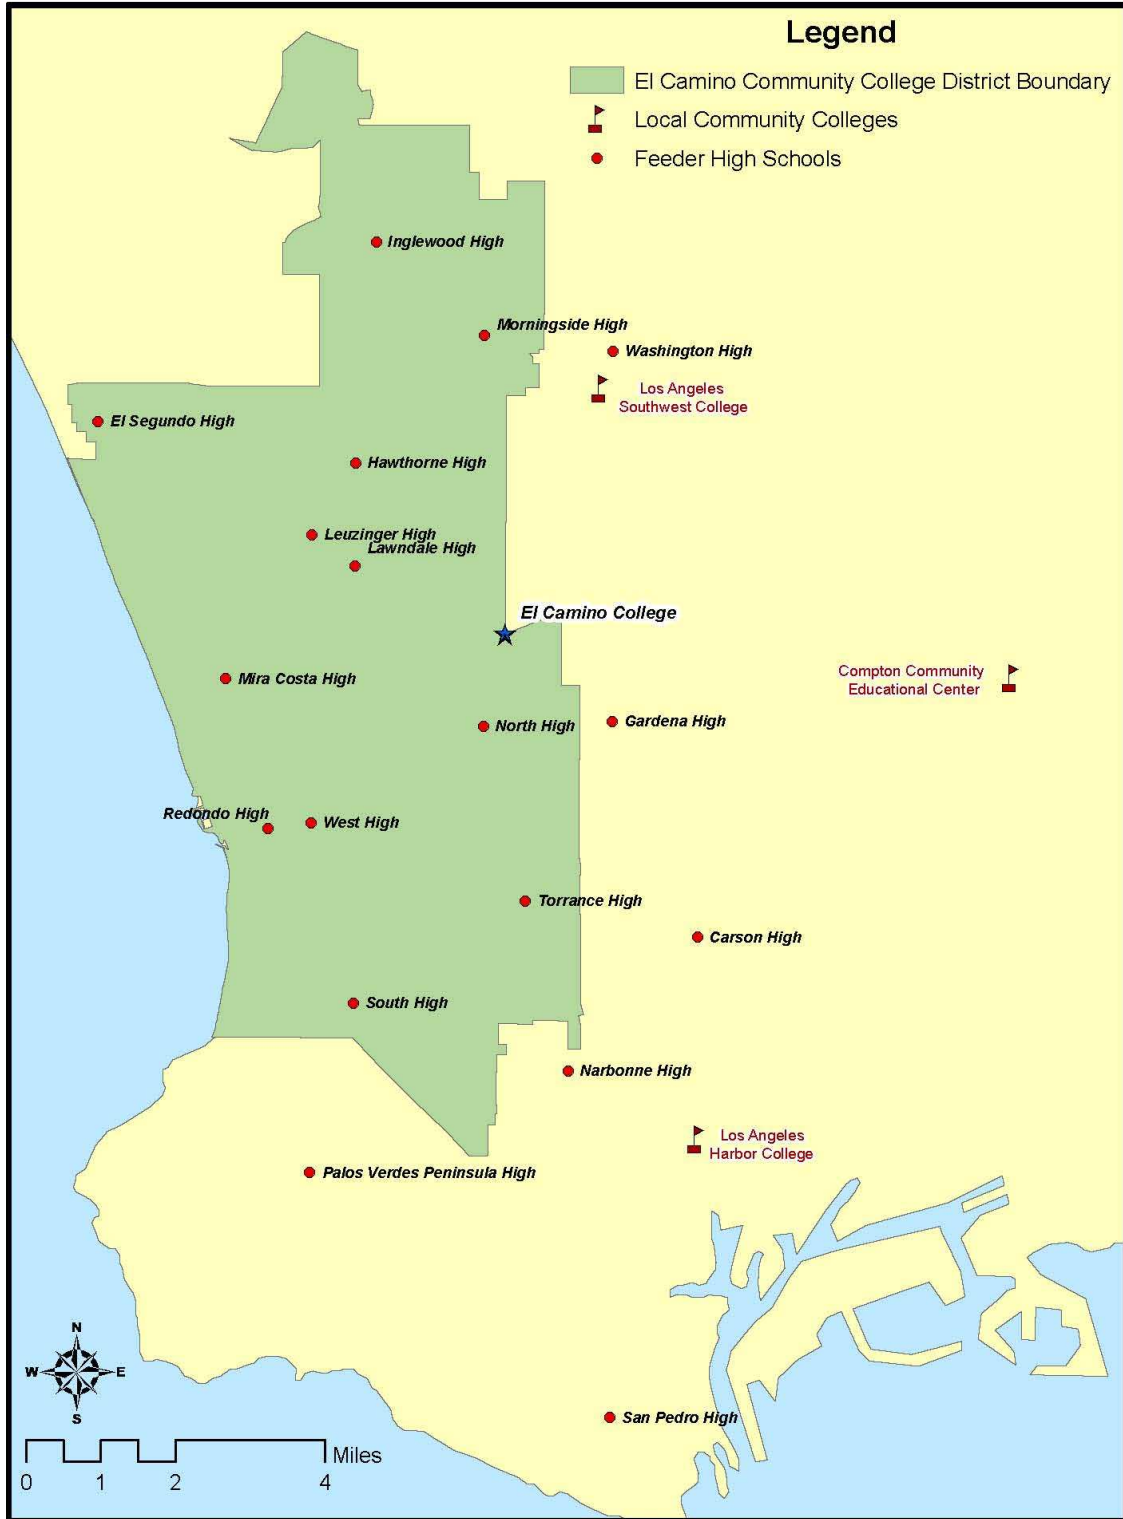 Legend
El Camino Community College District Boundary
Local Community Colleges
Feeder High Schools
Inglewood High
Morningside High
Washington High
Los Angeles
Southwest College
El Segundo High
Hawthorne High
Leuzinger High
Lawndale High
El Camino College
Compton Community
Educational Center
Mira Costa High
North High
Gardena High
Redondo High
West High
Torrance High
Carson High
South High
Narbonne High
Los Angeles
Harbor College
Palos Verdes Peninsula High
N
W E
S
San Pedro High
Miles
0 1 2 4